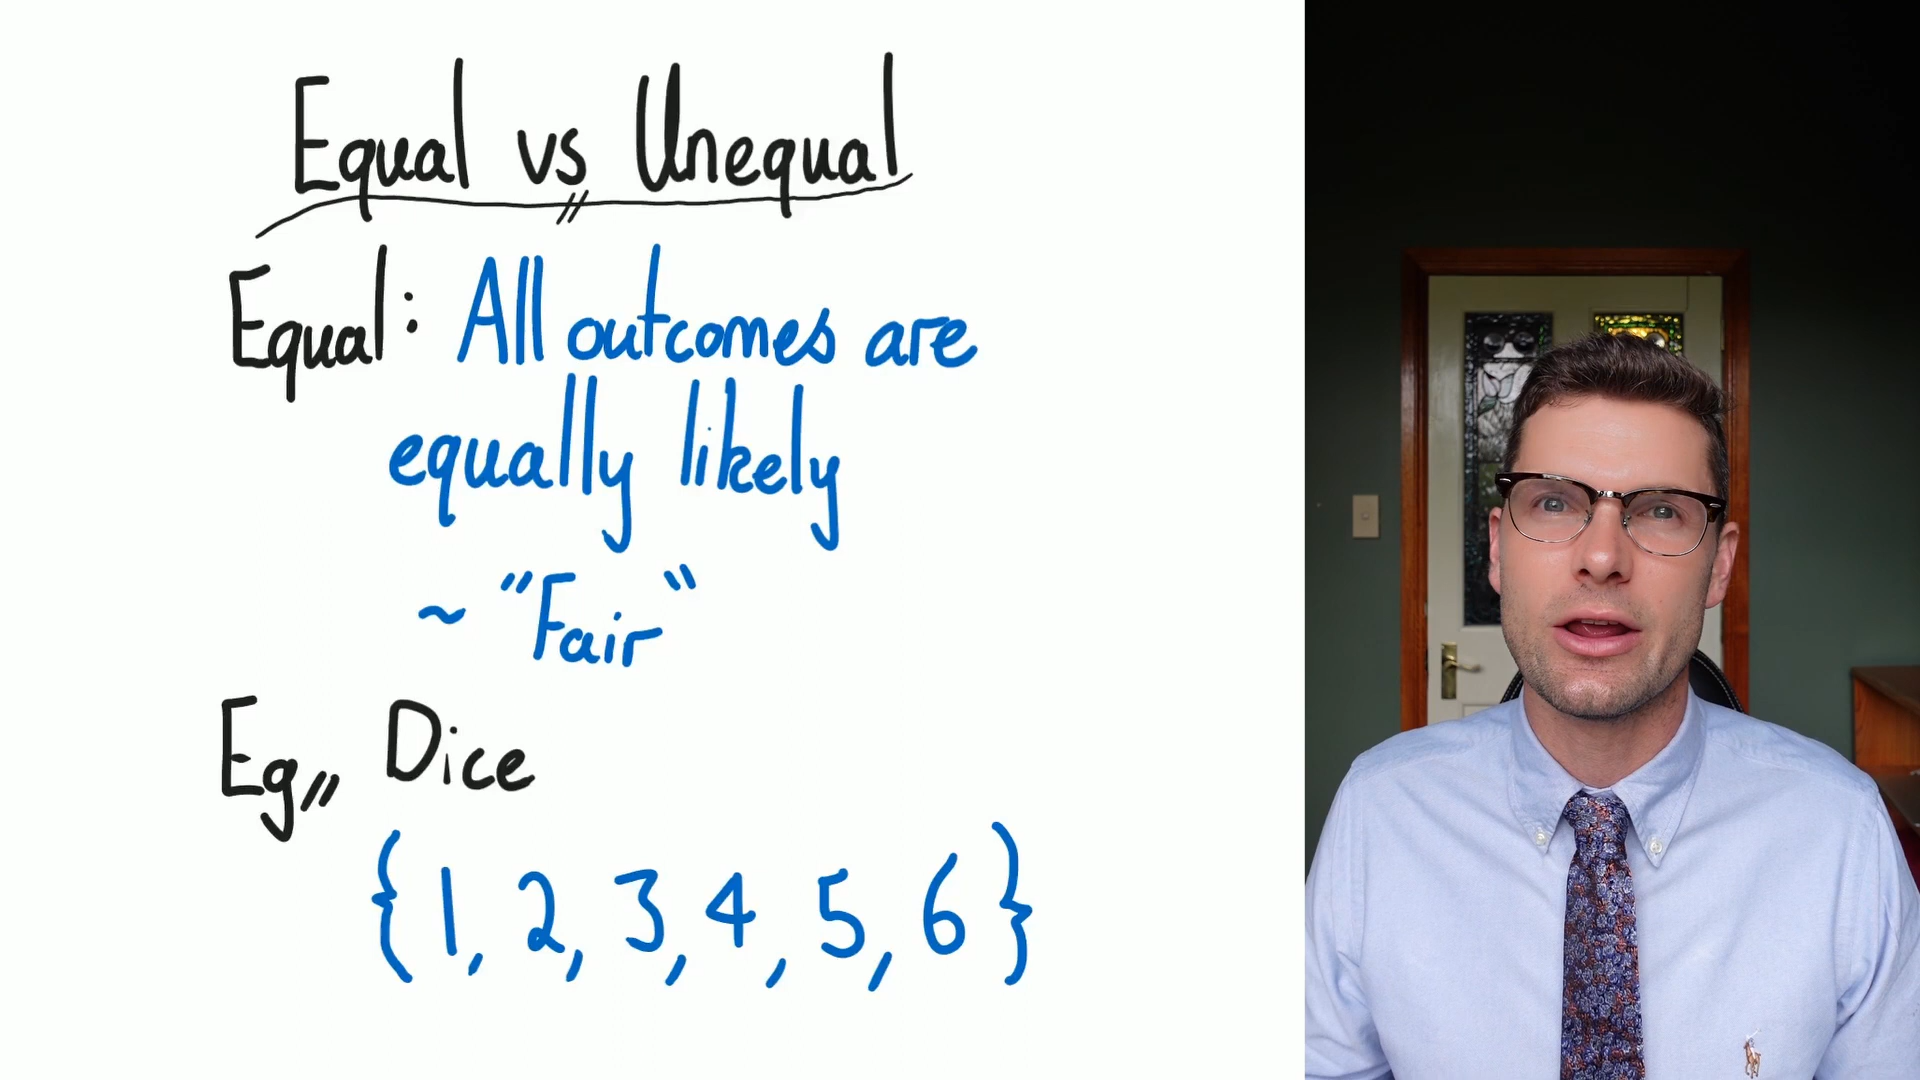 Equal vs Unequal
Equal: All outcomes are
equally likely
~ "Fair"
Eg,, Dice
{1, 2, 3, 4, 5, 6}